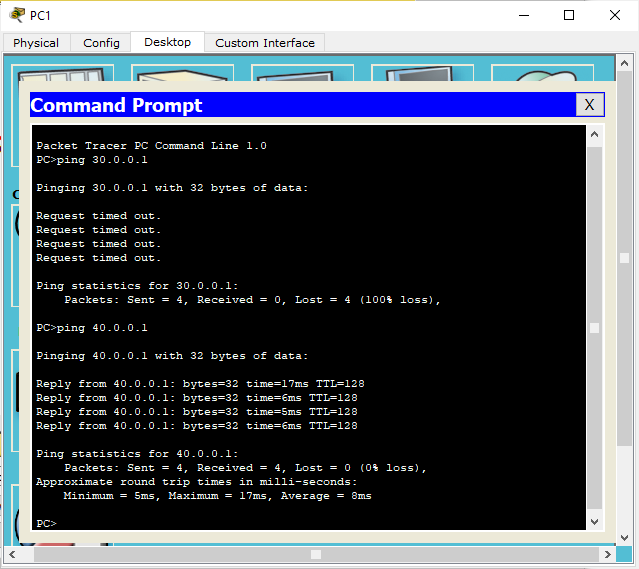 PC1
Physical Config Desktop Custom Interface
Command Prompt X
Packet Tracer PC Command Line 1.0
PC>ping 30.0.0.1
Pinging 30.0.0.1 with 32 bytes of data:
Request timed out.
Request timed out.
Request timed out.
Request timed out.
Ping statistics for 30.0.0.1:
Packets: Sent = 4, Received = 0, Lost = 4 (100% loss),
PC>ping 40.0.0.1
Pinging 40.0.0.1 with 32 bytes of data:
Reply from 40.0.0.1: bytes=32 time=17ms TTL=128
Reply from 40.0.0.1: bytes=32 time=6ms TTL=128
Reply from 40.0.0.1: bytes=32 time=5ms TTL=128
Reply from 40.0.0.1: bytes=32 time=6ms TTL=128
Ping statistics for 40.0.0.1:
Packets: Sent = 4, Received = 4, Lost = 0 (0% loss),
Approximate round trip times in milli-seconds:
Minimum = 5ms, Maximum = 17ms, Average = 8ms
PC>